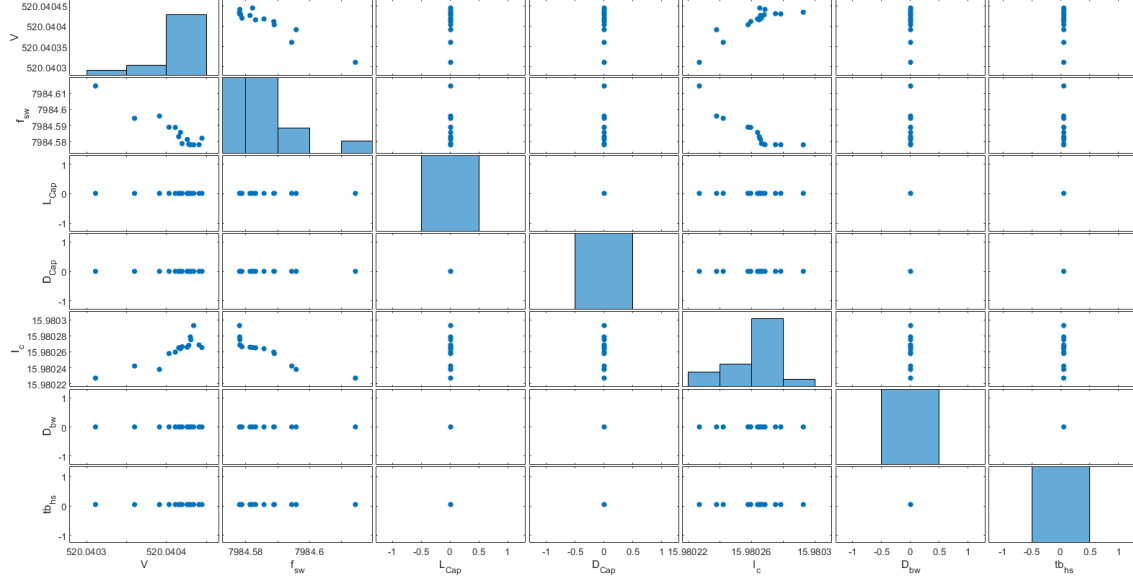 520.04045
520.0404
520.04035
520.0403
V
7984.61
7984.6
7984.59
7984.58
f_sw
1
0
-1
L_Cap
1
0
-1
D_Cap
15.9803
15.98028
15.98026
15.98024
15.98022
I_c
1
0
-1
D_bw
1
0
-1
tb_hs
520.0403 520.0404
7984.58 7984.6
-1 -0.5 0 0.5 1
-1 -0.5 0 0.5 1
15.98022 15.98026 15.9803
-1 -0.5 0 0.5 1
-1 -0.5 0 0.5 1
V f_sw L_Cap D_Cap I_c D_bw tb_hs